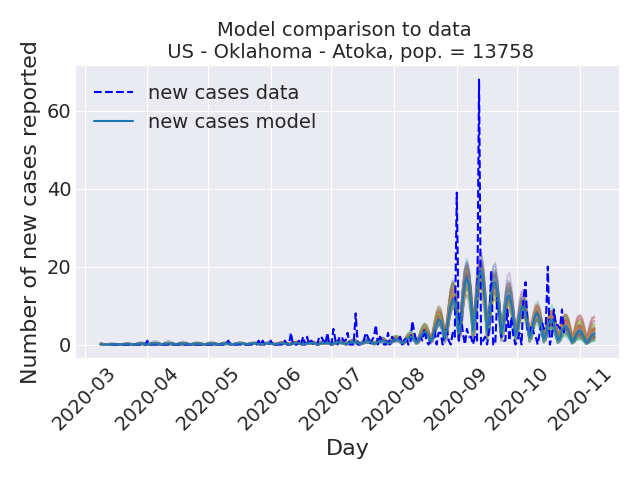 Model comparison to data
US - Oklahoma - Atoka, pop. = 13758
Number of new cases reported
60
40
20
0
new cases data
new cases model
2020-03
2020-04
2020-05
2020-06
2020-07
2020-08
2020-09
2020-10
2020-11
Day